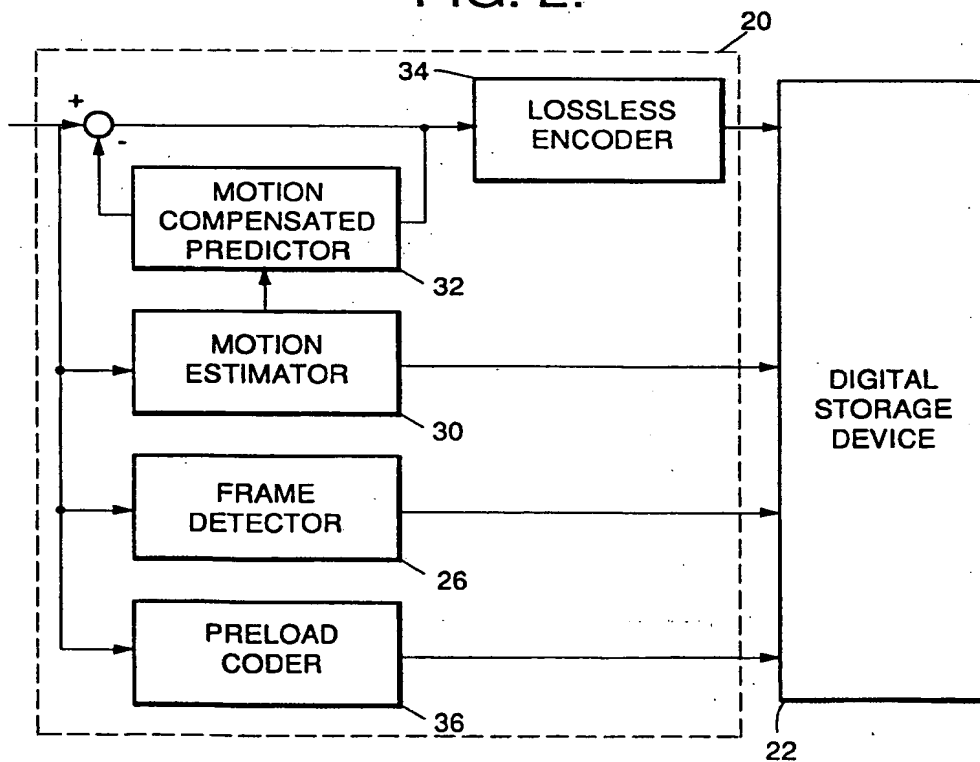 FIG. 2.
20
34
+
-
LOSSLESS
ENCODER
MOTION
COMPENSATED
PREDICTOR
32
MOTION
ESTIMATOR
30
DIGITAL
STORAGE
DEVICE
FRAME
DETECTOR
26
PRELOAD
CODER
36
22